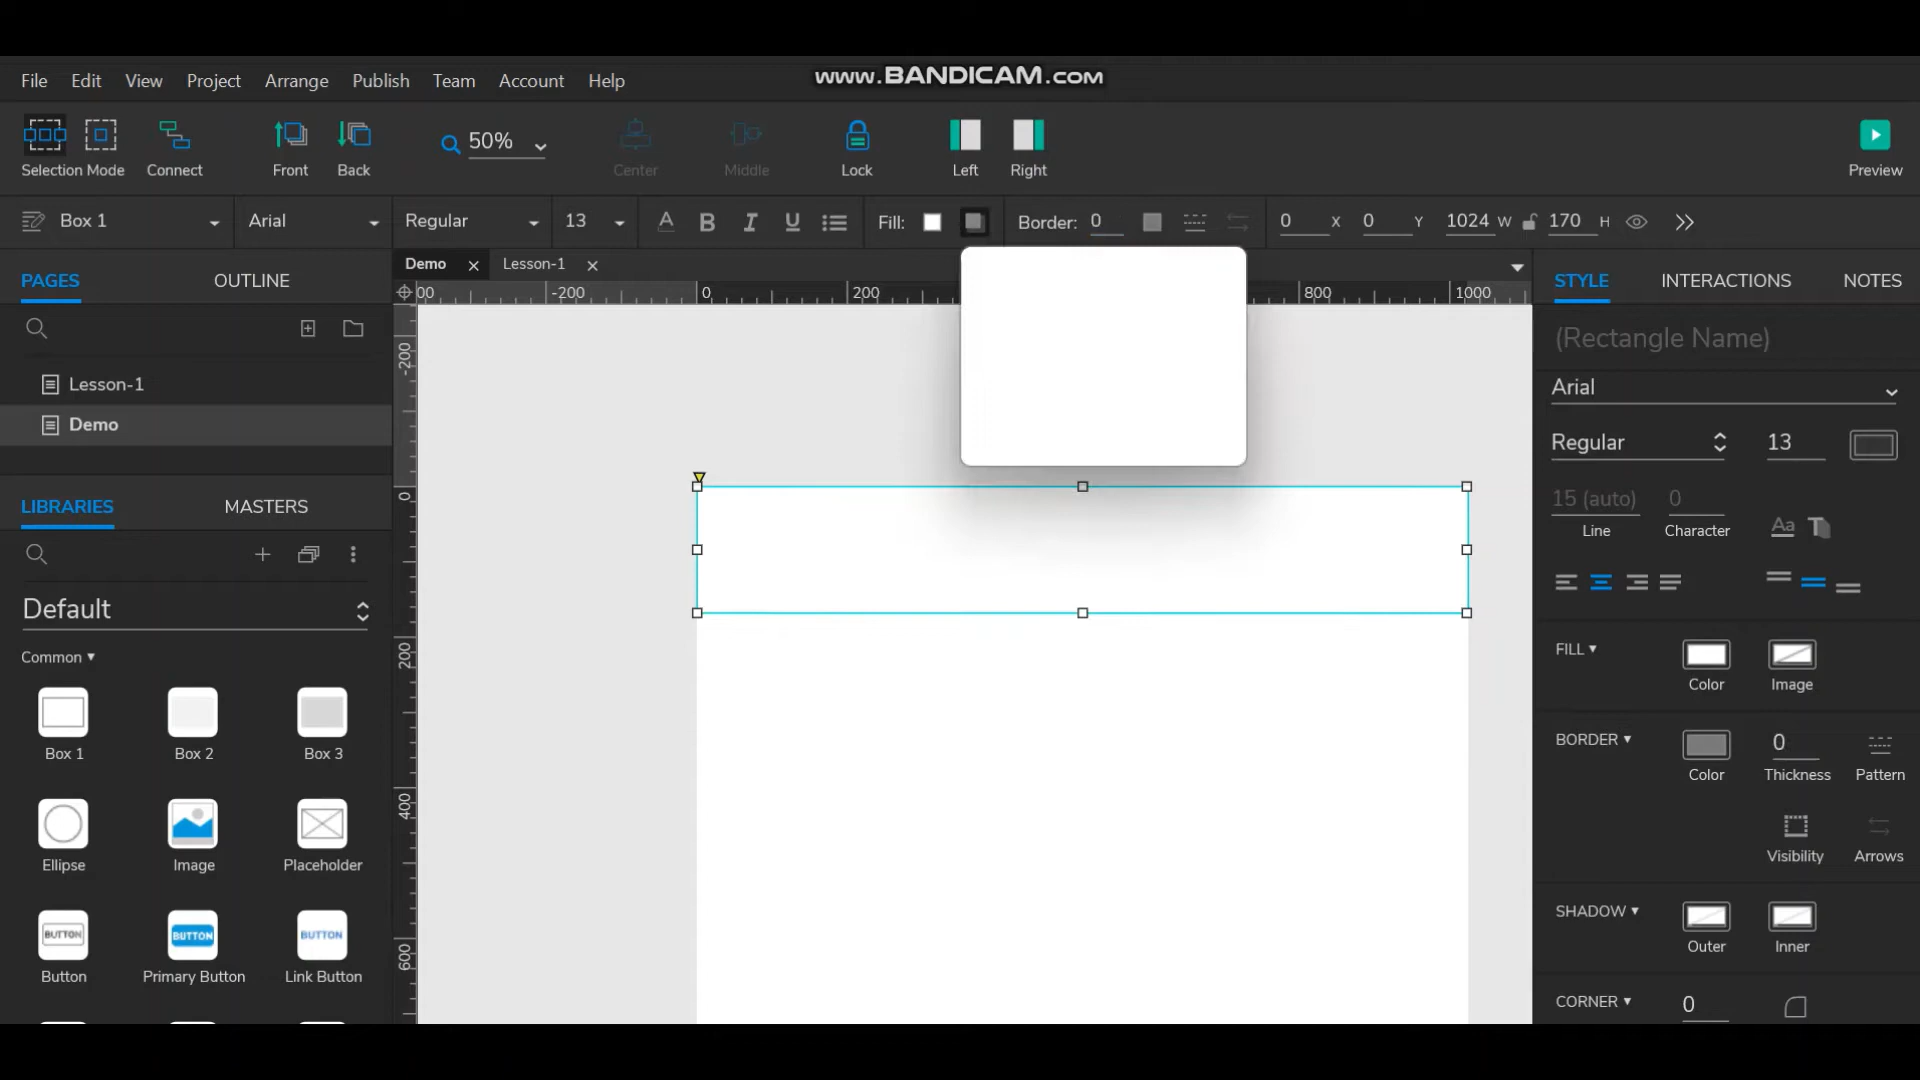 www.BANDICAM.com
File Edit View Project Arrange Publish Team Account Help
Selection Mode Connect Front Back 50% Center Middle Lock Left Right Preview
Box 1 Arial Regular 13 A B I U Fill: Border: 0 0 X 0 Y 1024 W 170 H
Demo Lesson-1
PAGES OUTLINE
00 -200 0 200 800 1000
STYLE INTERACTIONS NOTES
Lesson-1
Demo
-200
0
200
400
600
LIBRARIES MASTERS
Default
Common
Box 1 Box 2 Box 3
Ellipse Image Placeholder
BUTTON BUTTON BUTTON
Button Primary Button Link Button
(Rectangle Name)
Arial
Regular 13
15 (auto) 0 Aa T
Line Character
FILL
Color Image
BORDER 0
Color Thickness Pattern
Visibility Arrows
SHADOW
Outer Inner
CORNER 0